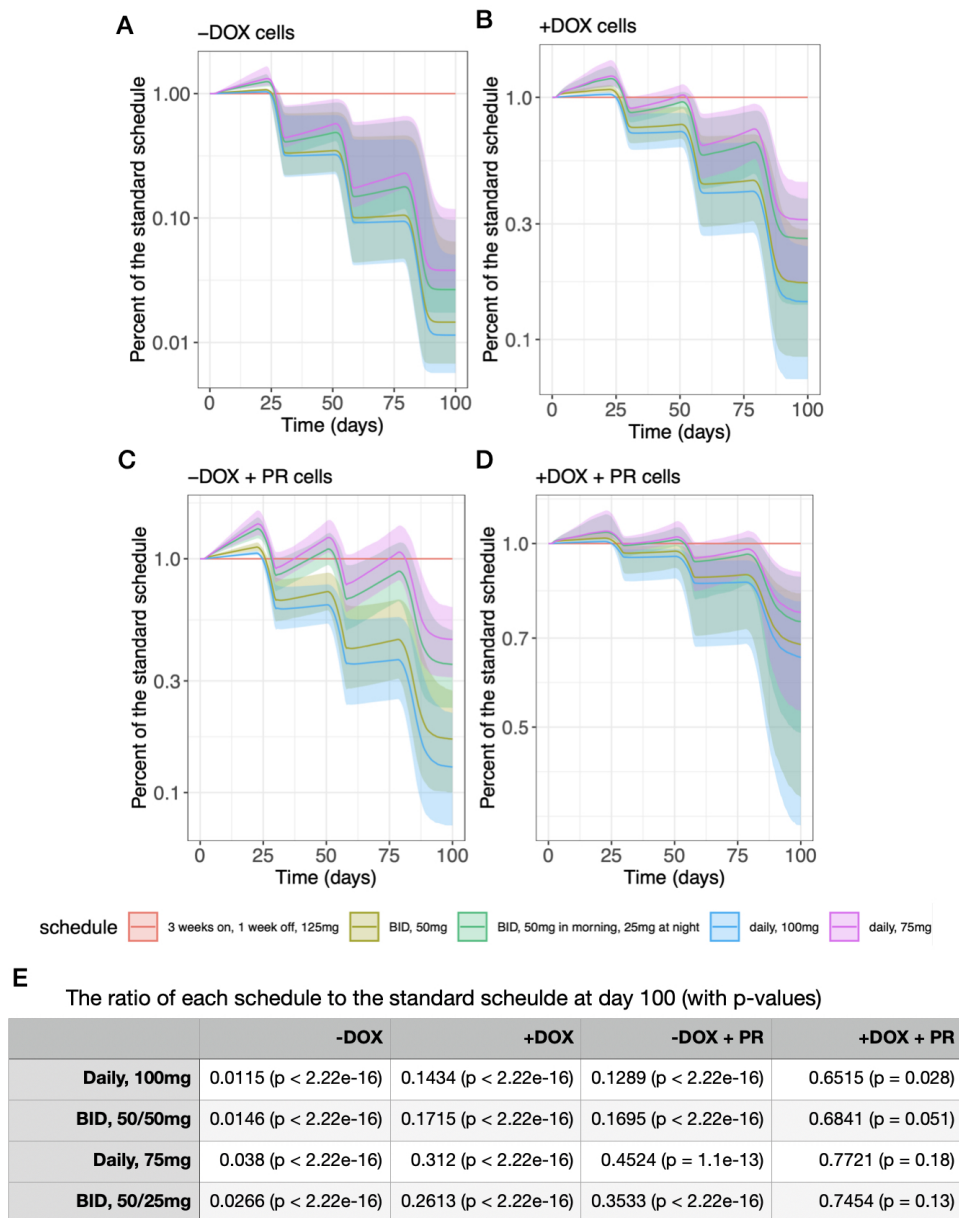 A
–DOX cells
Percent of the standard schedule
1.00
0.10
0.01
0 25 50 75 100
Time (days)
B
+DOX cells
Percent of the standard schedule
1.0
0.3
0.1
0 25 50 75 100
Time (days)
C
–DOX + PR cells
Percent of the standard schedule
1.0
0.3
0.1
0 25 50 75 100
Time (days)
D
+DOX + PR cells
Percent of the standard schedule
1.0
0.7
0.5
0 25 50 75 100
Time (days)
schedule 3 weeks on, 1 week off, 125mg BID, 50mg BID, 50mg in morning, 25mg at night daily, 100mg daily, 75mg
E
The ratio of each schedule to the standard scheulde at day 100 (with p-values)
-DOX +DOX -DOX + PR +DOX + PR
Daily, 100mg 0.0115 (p < 2.22e-16) 0.1434 (p < 2.22e-16) 0.1289 (p < 2.22e-16) 0.6515 (p = 0.028)
BID, 50/50mg 0.0146 (p < 2.22e-16) 0.1715 (p < 2.22e-16) 0.1695 (p < 2.22e-16) 0.6841 (p = 0.051)
Daily, 75mg 0.038 (p < 2.22e-16) 0.312 (p < 2.22e-16) 0.4524 (p = 1.1e-13) 0.7721 (p = 0.18)
BID, 50/25mg 0.0266 (p < 2.22e-16) 0.2613 (p < 2.22e-16) 0.3533 (p < 2.22e-16) 0.7454 (p = 0.13)